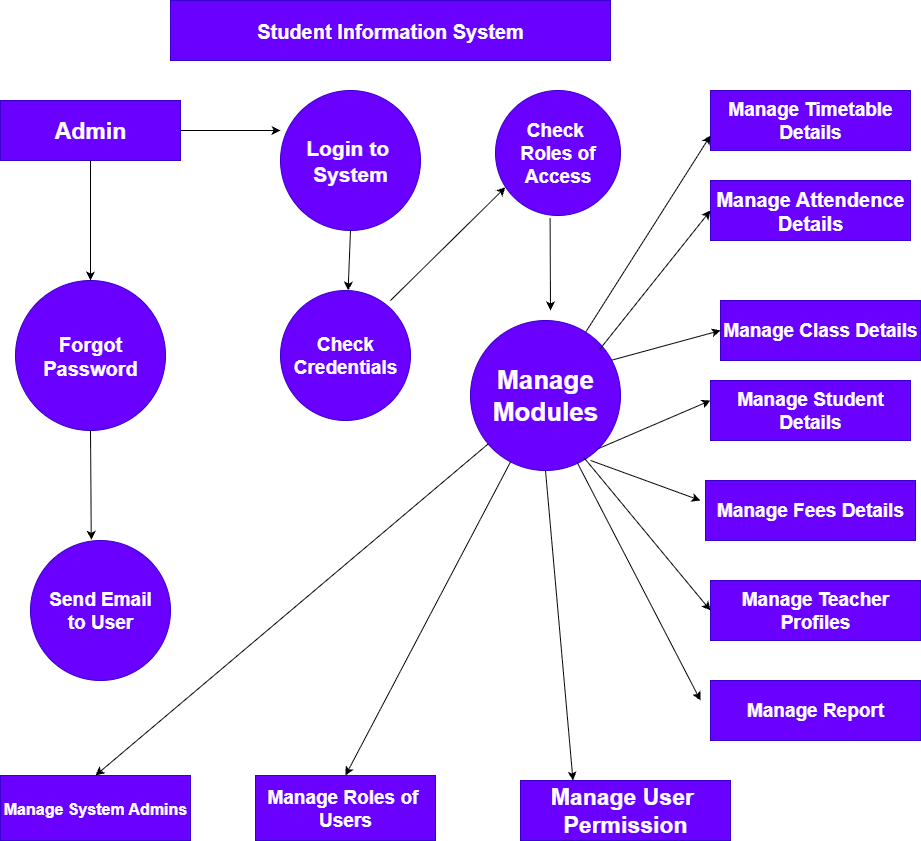 Student Information System
Admin
Login to
System
Check
Roles of
Access
Manage Timetable
Details
Manage Attendence
Details
Forgot
Password
Check
Credentials
Manage
Modules
Manage Class Details
Manage Student
Details
Manage Fees Details
Send Email
to User
Manage Teacher
Profiles
Manage Report
Manage System Admins
Manage Roles of
Users
Manage User
Permission